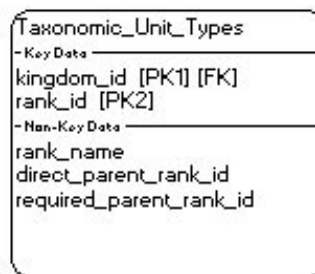 Taxonomic_Unit_Types
Key Data
kingdom_id [PK1] [FK]
rank_id [PK2]
Non-Key Data
rank_name
direct_parent_rank_id
required_parent_rank_id